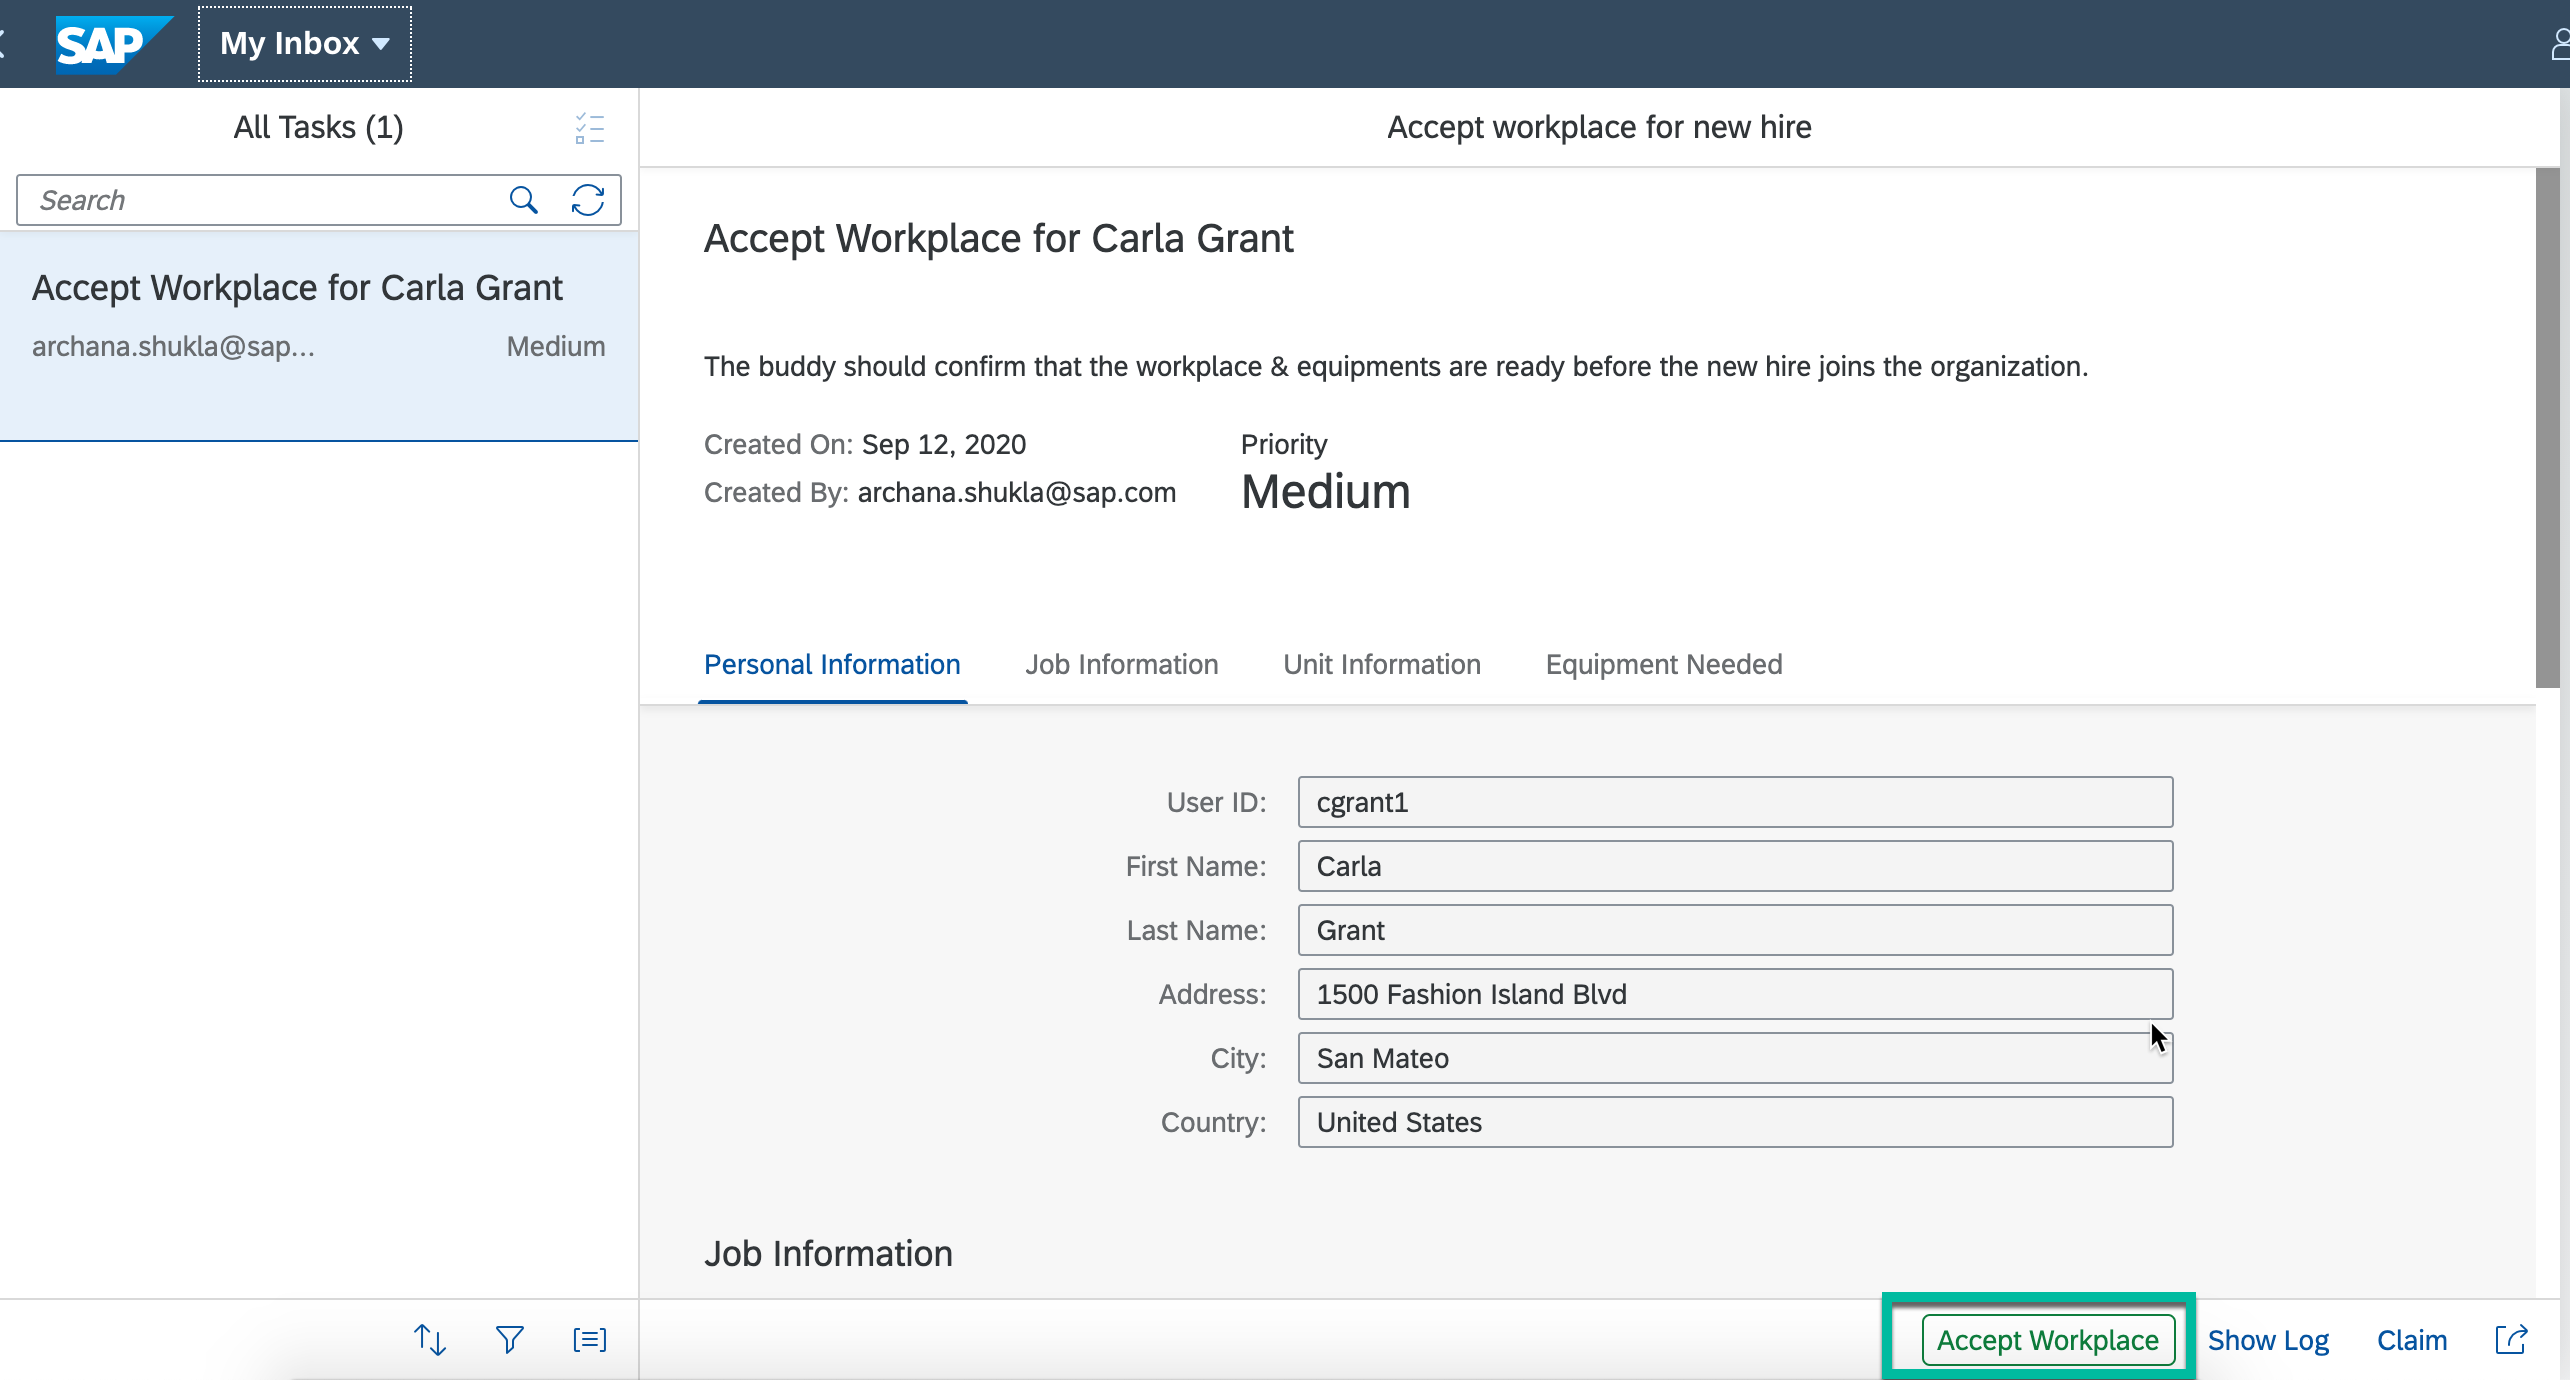 SAP
My Inbox
All Tasks (1)
Search
Accept Workplace for Carla Grant
archana.shukla@sap...
Medium
Accept workplace for new hire
Accept Workplace for Carla Grant
The buddy should confirm that the workplace & equipments are ready before the new hire joins the organization.
Created On: Sep 12, 2020
Created By: archana.shukla@sap.com
Priority
Medium
Personal Information
Job Information
Unit Information
Equipment Needed
User ID: cgrant1
First Name: Carla
Last Name: Grant
Address: 1500 Fashion Island Blvd
City: San Mateo
Country: United States
Job Information
Accept Workplace
Show Log
Claim